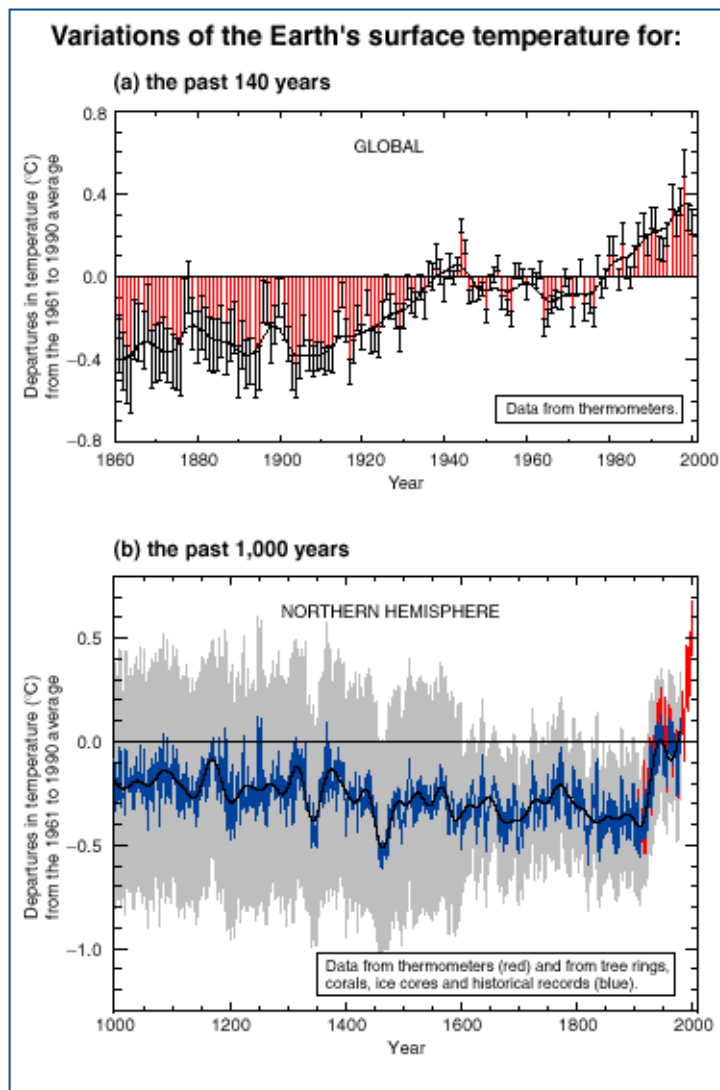 Variations of the Earth's surface temperature for:
(a) the past 140 years
Departures in temperature (°C)
from the 1961 to 1990 average
0.8
0.4
0.0
−0.4
−0.8
GLOBAL
Data from thermometers.
1860 1880 1900 1920 1940 1960 1980 2000
Year
(b) the past 1,000 years
Departures in temperature (°C)
from the 1961 to 1990 average
0.5
0.0
−0.5
−1.0
NORTHERN HEMISPHERE
Data from thermometers (red) and from tree rings,
corals, ice cores and historical records (blue).
1000 1200 1400 1600 1800 2000
Year